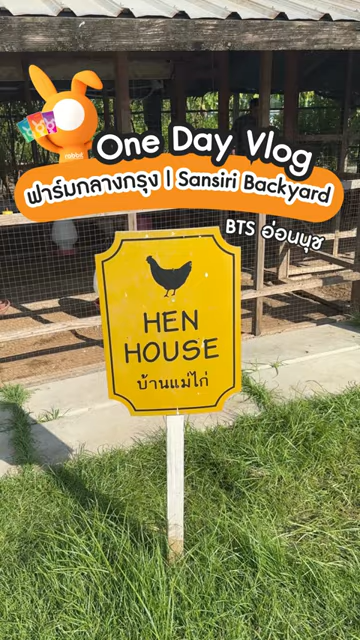 One Day Vlog
ฟาร์มกลางกรุง | Sansiri Backyard
BTS อ่อนนุช
rabbit
HEN
HOUSE
บ้านแม่ไก่